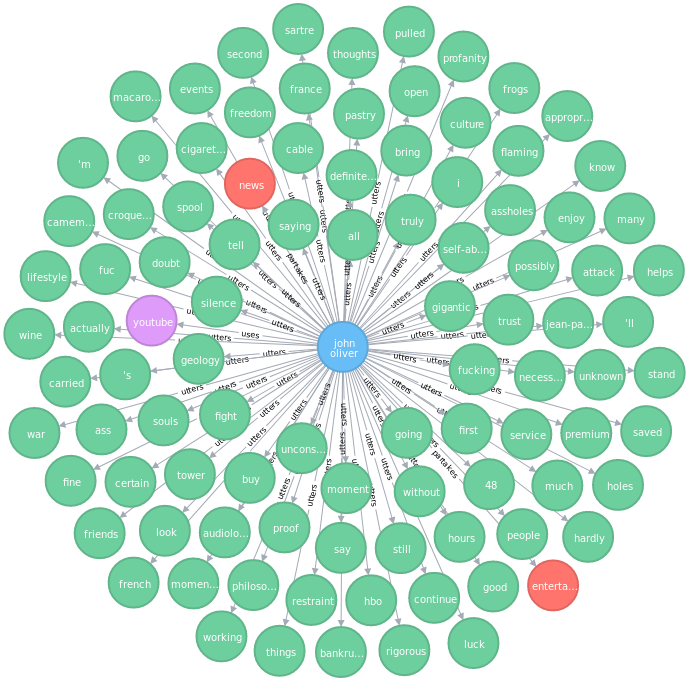 sartre
second
thoughts
pulled
profanity
macaro...
events
freedom
france
pastry
open
culture
frogs
appropr...
'm
go
cigaret...
news
cable
definite...
bring
i
flaming
know
camem...
croque...
spool
tell
saying
all
truly
self-ab...
assholes
enjoy
many
lifestyle
fuc
doubt
silence
gigantic
possibly
attack
helps
wine
actually
youtube
geology
john
oliver
trust
jean-pa...
'll
carried
's
fucking
necess...
unknown
stand
war
ass
souls
fight
uncons...
going
first
service
premium
saved
fine
certain
tower
buy
moment
without
48
much
holes
friends
look
audiolo...
proof
say
still
hours
people
hardly
french
momen...
philoso...
restraint
hbo
continue
good
enterta...
working
things
bankru...
rigorous
luck
utters
uses
partakes
partakes